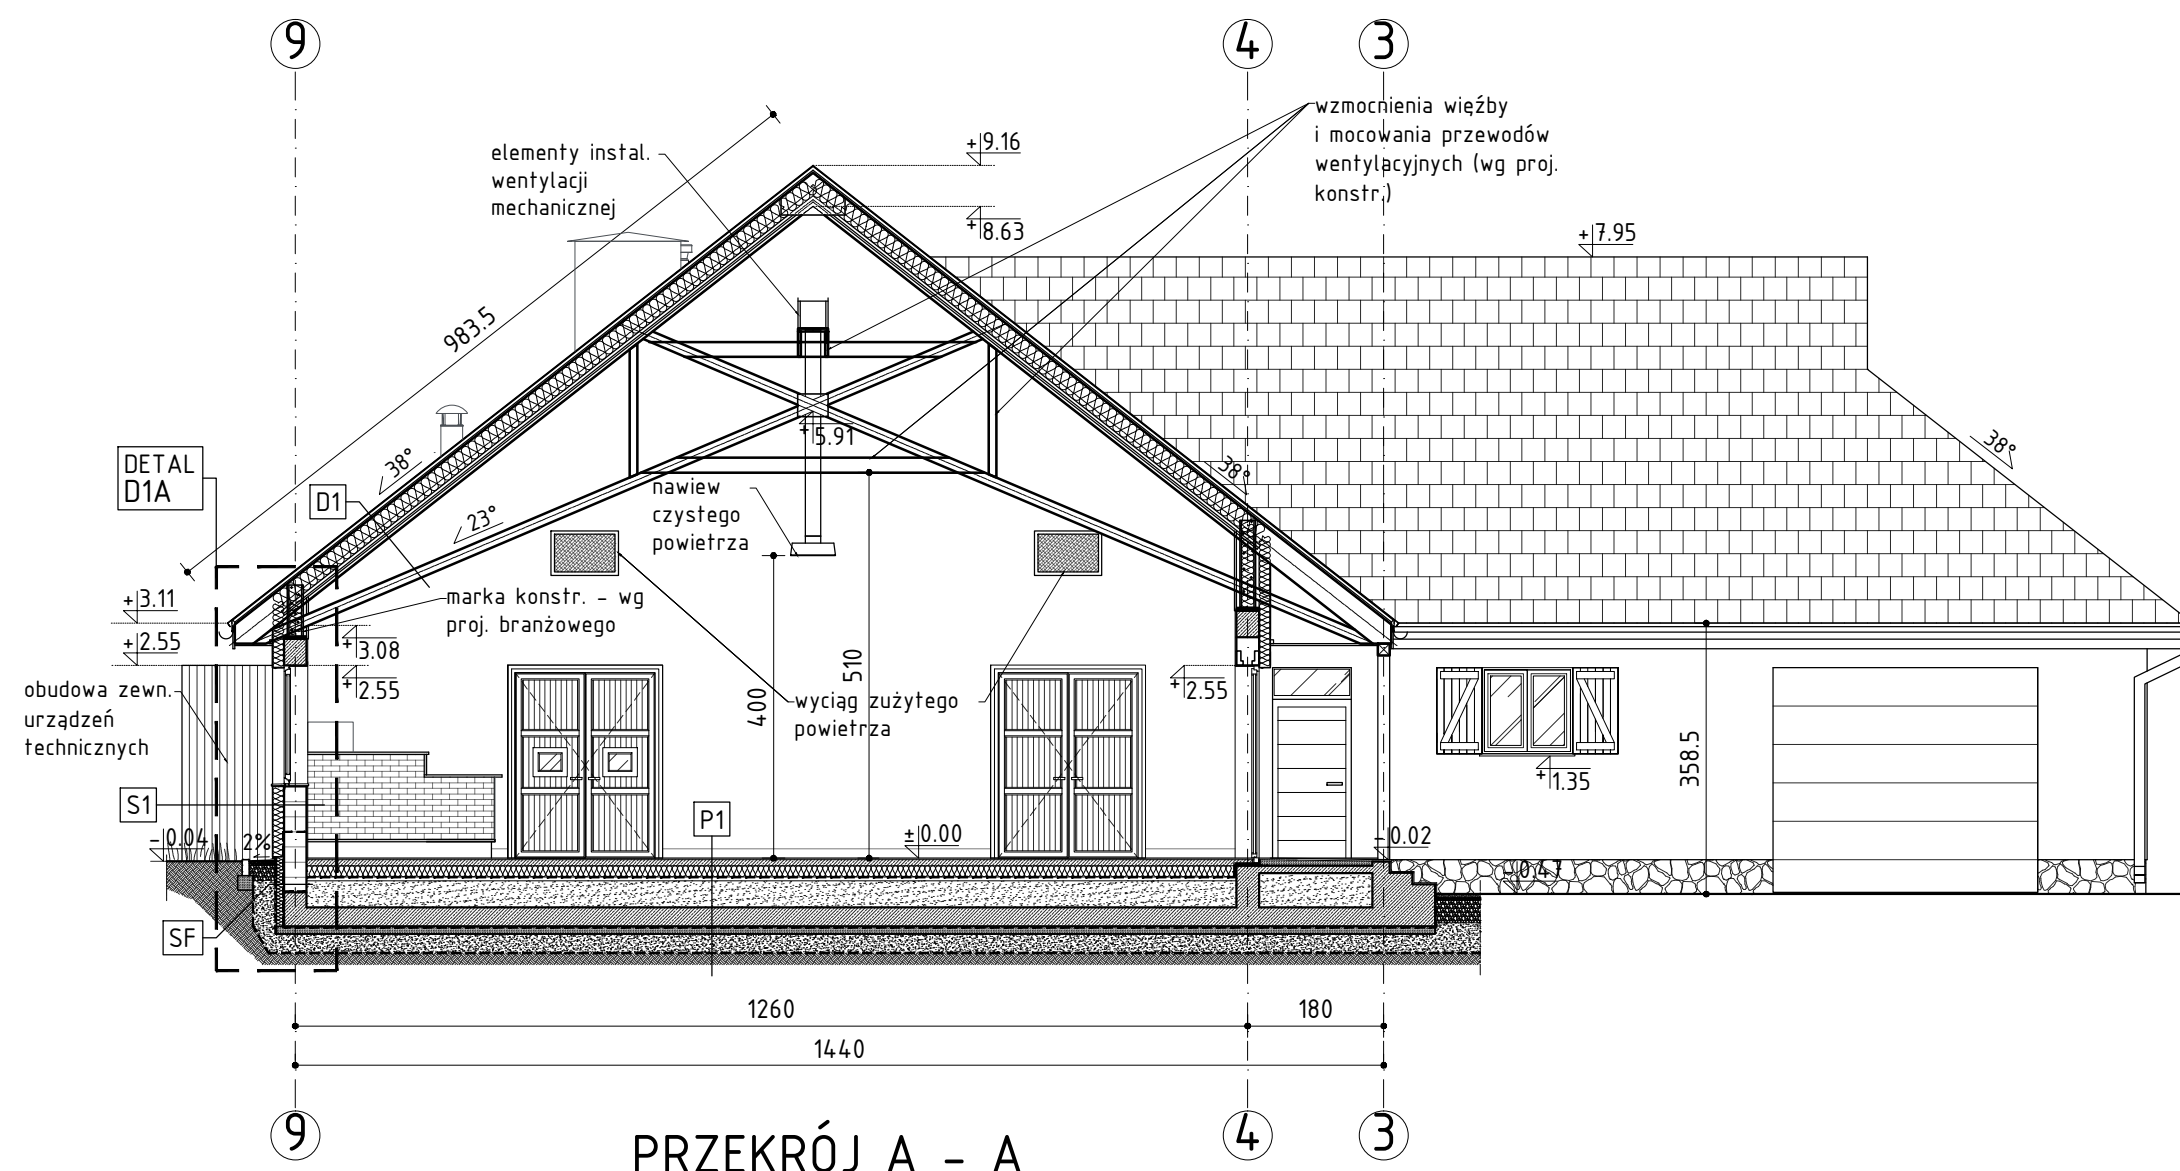 9
4
3
wzmocnienia więźby
i mocowania przewodów
wentylacyjnych (wg proj.
konstr.)
elementy instal.
wentylacji
mechanicznej
+9.16
+8.63
+7.95
983.5
38°
38°
38°
+5.91
DETAL
D1A
D1
23°
nawiew
czystego
powietrza
marka konstr. - wg
proj. branżowego
+3.11
+2.55
+3.08
+2.55
+2.55
obudowa zewn.
urządzeń
technicznych
400
510
wyciąg zużytego
powietrza
358.5
+1.35
S1
P1
-0.04
2%
±0.00
-0.02
-0.47
SF
1260
180
1440
9
4
3
PRZEKRÓJ A - A